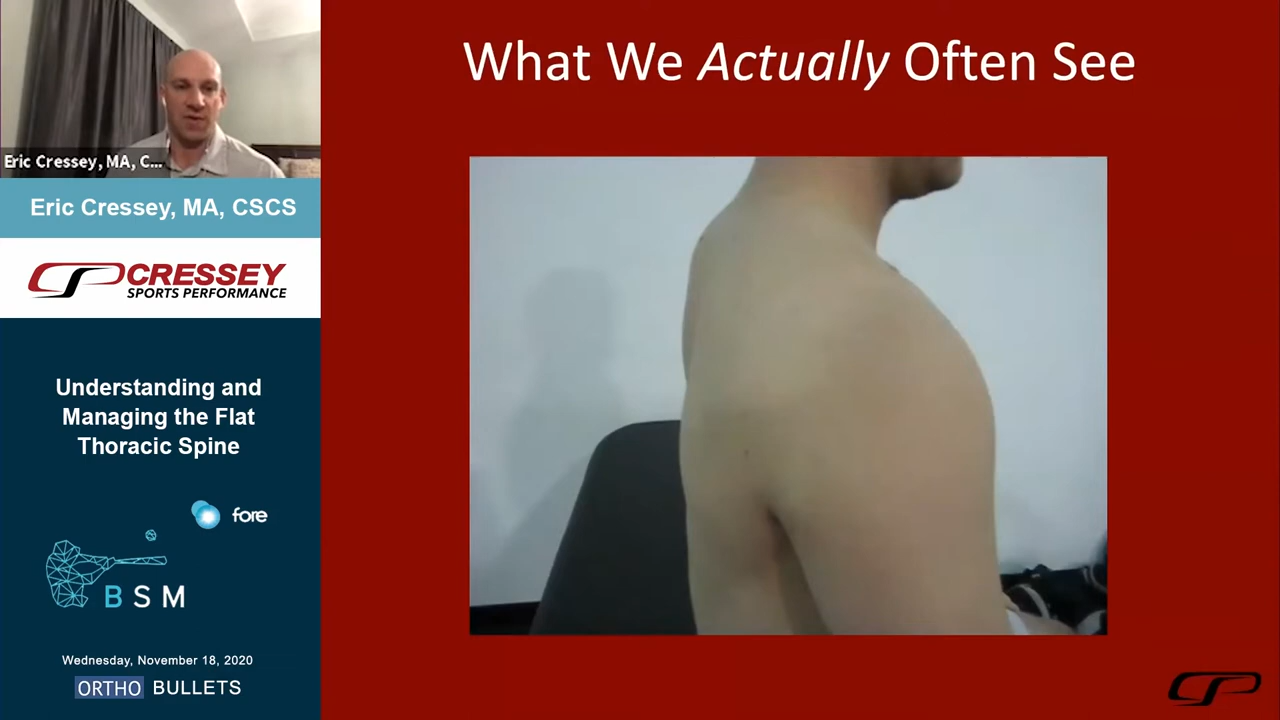 What We Actually Often See
Eric Cressey, MA, C...
Eric Cressey, MA, CSCS
CRESSEY
SPORTS PERFORMANCE
Understanding and
Managing the Flat
Thoracic Spine
fore
BSM
Wednesday, November 18, 2020
ORTHO BULLETS